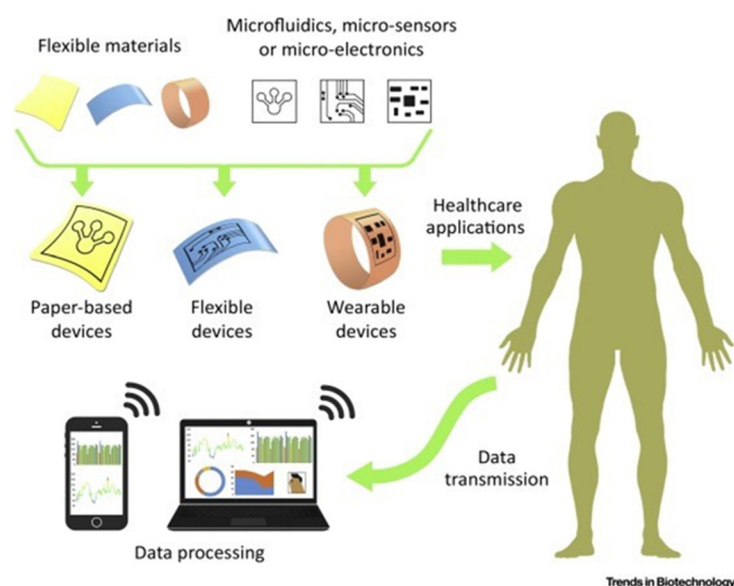 Flexible materials
Microfluidics, micro-sensors
or micro-electronics
Paper-based
devices
Flexible
devices
Wearable
devices
Healthcare
applications
Data
transmission
Data processing
Trends in Biotechnology